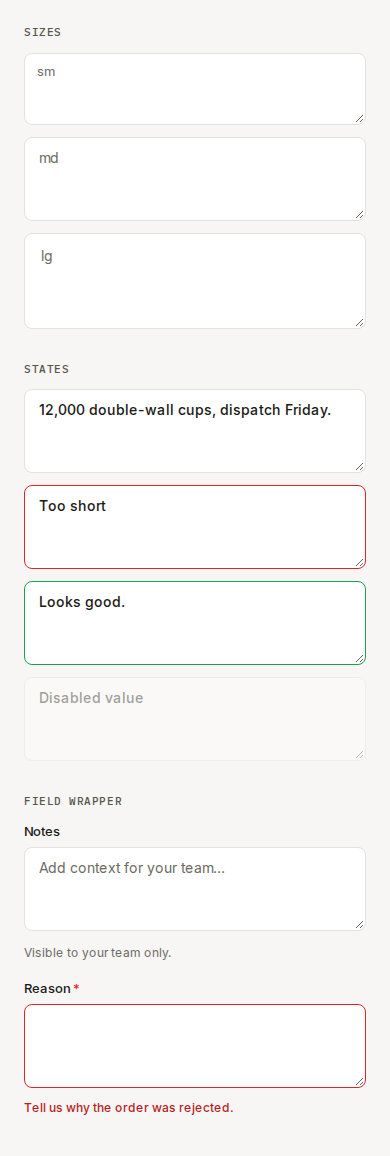 SIZES
sm
md
lg
STATES
12,000 double-wall cups, dispatch Friday.
Too short
Looks good.
Disabled value
FIELD WRAPPER
Notes
Add context for your team...
Visible to your team only.
Reason *
Tell us why the order was rejected.